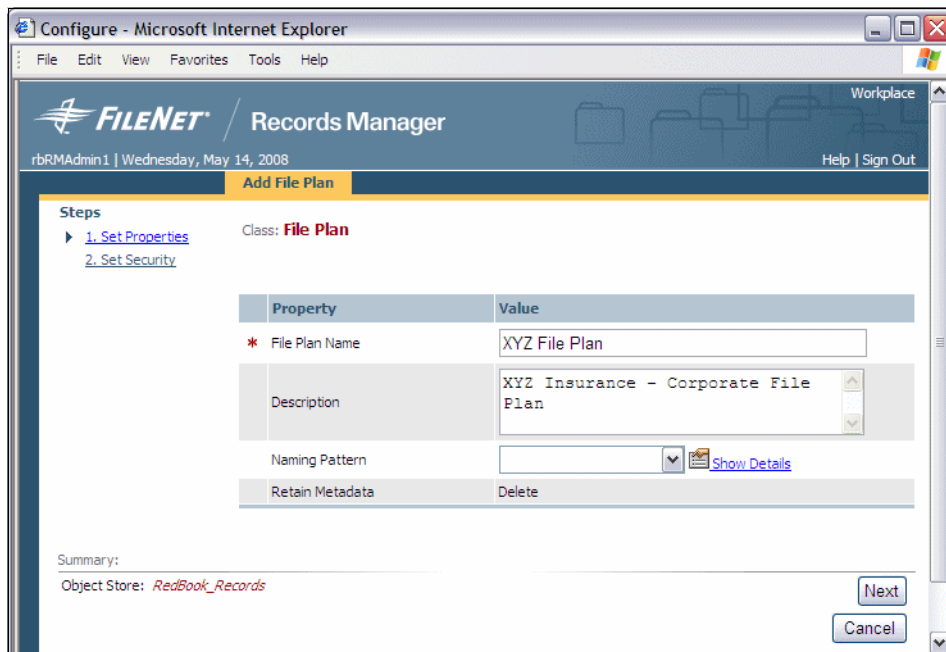 Configure - Microsoft Internet Explorer
File Edit View Favorites Tools Help
Workplace
FILENET / Records Manager
rbRMAdmin1 | Wednesday, May 14, 2008
Help | Sign Out
Add File Plan
Steps
1. Set Properties
2. Set Security
Class: File Plan
Property Value
* File Plan Name XYZ File Plan
Description XYZ Insurance - Corporate File
Plan
Naming Pattern Show Details
Retain Metadata Delete
Summary:
Object Store: RedBook_Records
Next
Cancel